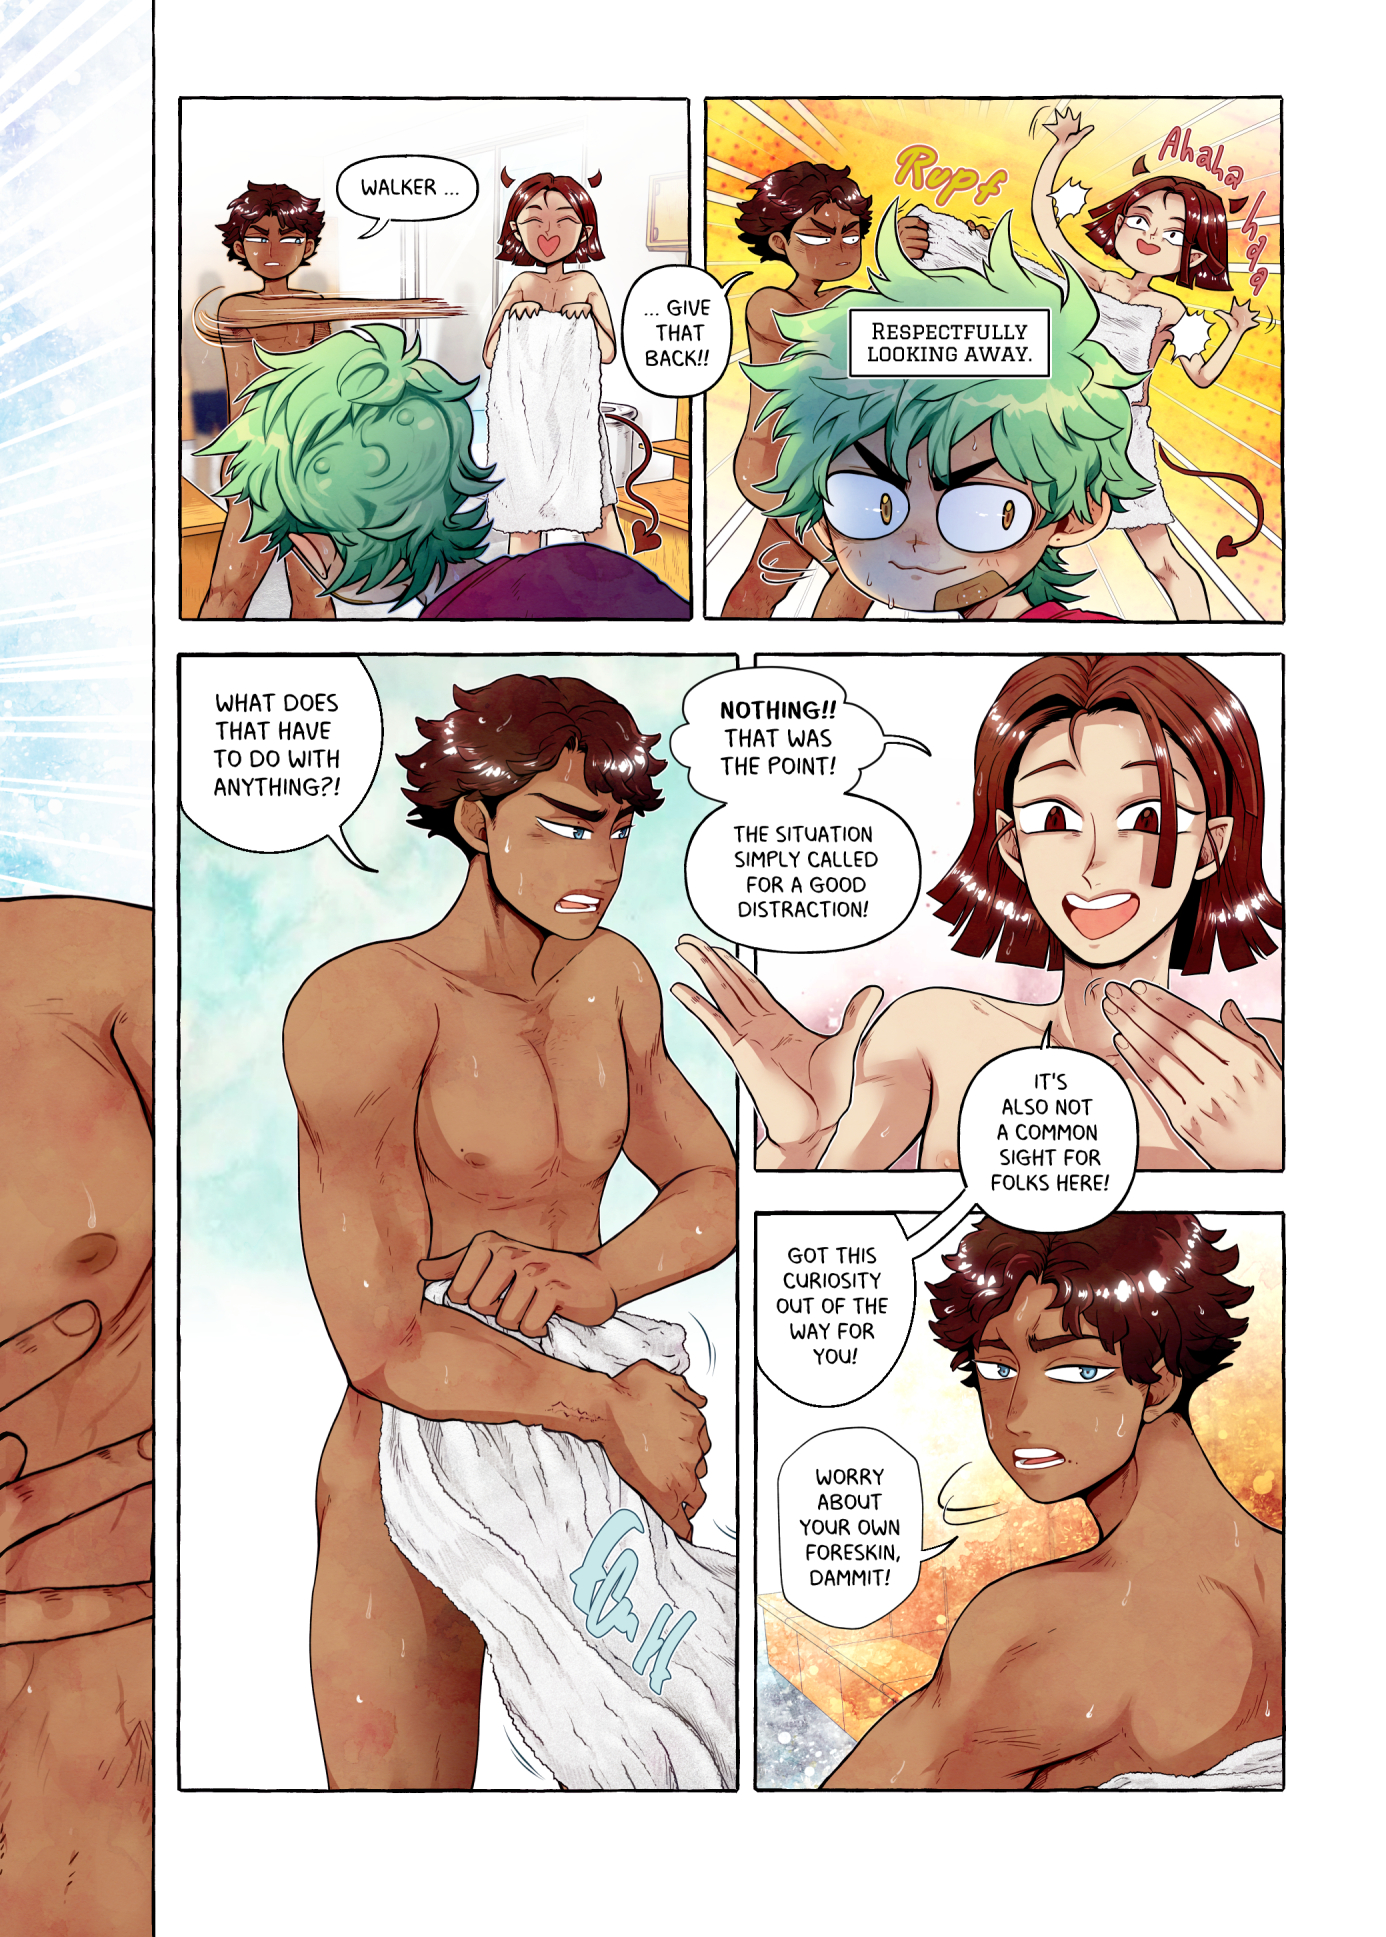 WALKER ...
... GIVE
THAT
BACK!!
Rupf
Ahaha
haa
RESPECTFULLY
LOOKING AWAY.
WHAT DOES
THAT HAVE
TO DO WITH
ANYTHING?!
NOTHING!!
THAT WAS
THE POINT!
THE SITUATION
SIMPLY CALLED
FOR A GOOD
DISTRACTION!
IT'S
ALSO NOT
A COMMON
SIGHT FOR
FOLKS HERE!
GOT THIS
CURIOSITY
OUT OF THE
WAY FOR
YOU!
WORRY
ABOUT
YOUR OWN
FORESKIN,
DAMMIT!